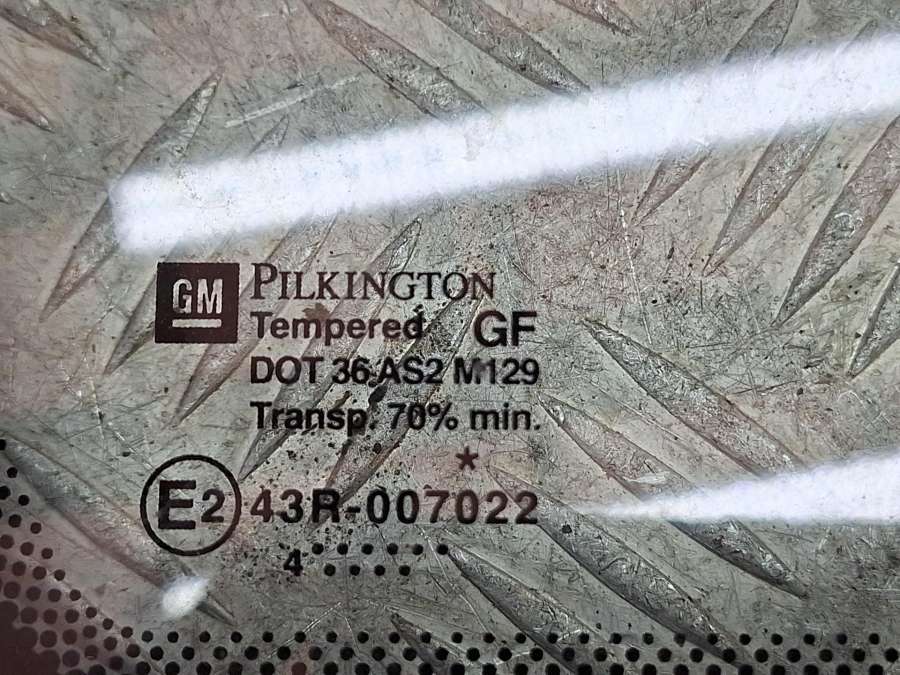 GM PILKINGTON
Tempered GF
DOT 36 AS2 M129
Transp. 70% min.
*
E2 43R-007022
4